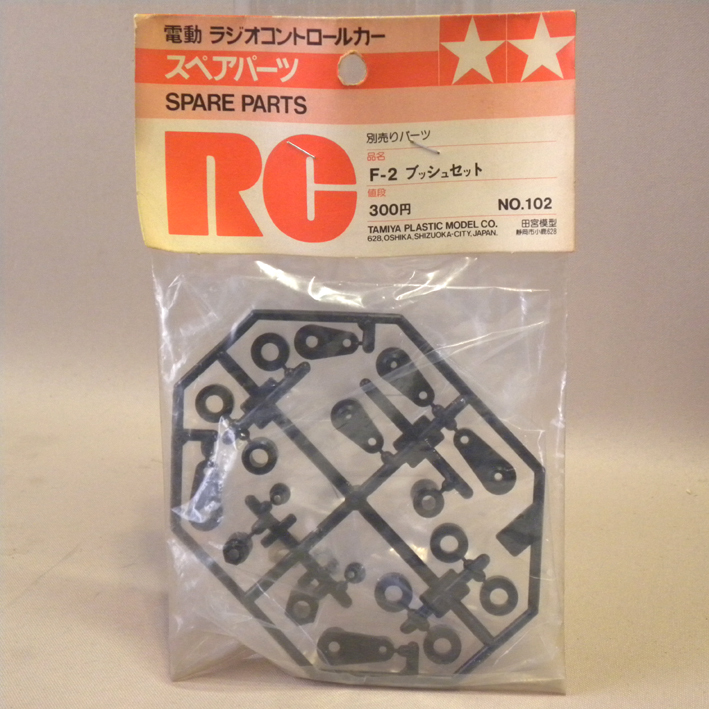 電動 ラジオコントロールカー
スペアパーツ
SPARE PARTS
RC
別売りパーツ
品名
F-2 ブッシュセット
値段
300円
NO.102
TAMIYA PLASTIC MODEL CO.
628, OSHIKA, SHIZUOKA-CITY, JAPAN.
田宮模型
静岡市小鹿628